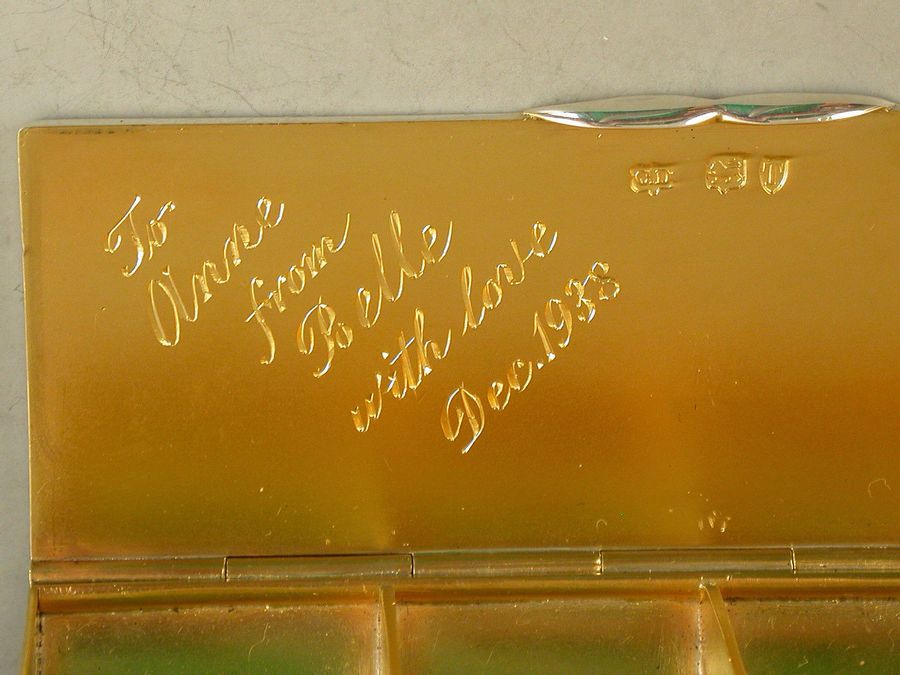 To
Anne
from
Belle
with love
Dec. 1938